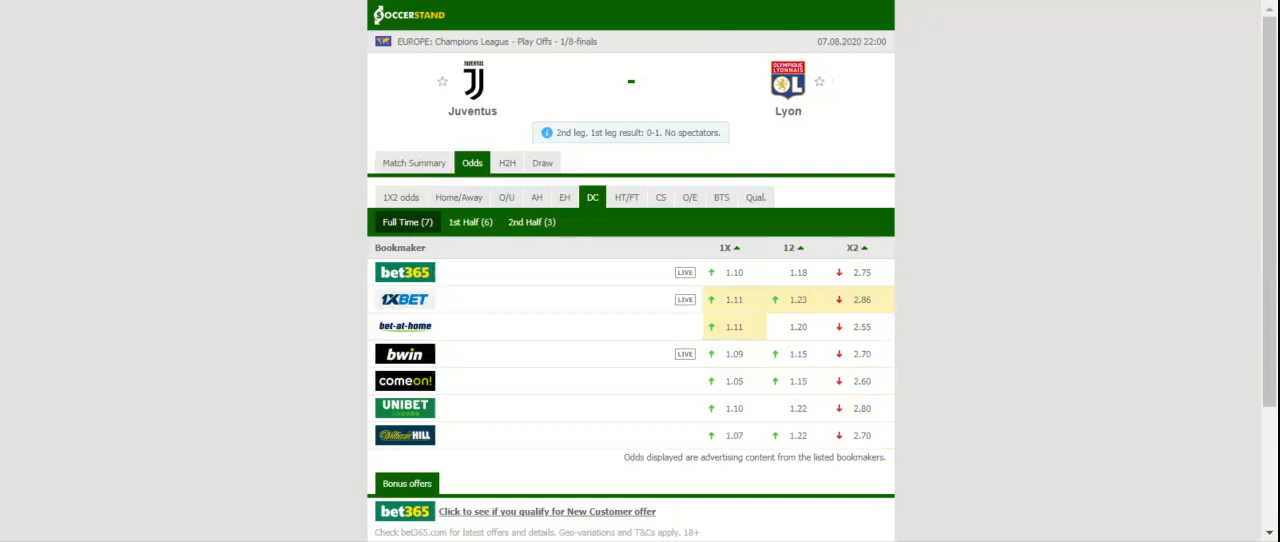 SOCCERSTAND
EUROPE: Champions League - Play Offs - 1/8-finals 07.08.2020 22:00
JUVENTUS OLYMPIQUE LYONNAIS OL
-
Juventus Lyon
2nd leg. 1st leg result: 0-1. No spectators.
Match Summary Odds H2H Draw
1X2 odds Home/Away O/U AH EH DC HT/FT CS O/E BTS Qual.
Full Time (7) 1st Half (6) 2nd Half (3)
Bookmaker 1X 12 X2
bet365 LIVE 1.10 1.18 2.75
1XBET LIVE 1.11 1.23 2.86
bet-at-home 1.11 1.20 2.55
bwin LIVE 1.09 1.15 2.70
comeon! 1.05 1.15 2.60
UNIBET 1.10 1.22 2.80
William HILL 1.07 1.22 2.70
Odds displayed are advertising content from the listed bookmakers.
Bonus offers
bet365 Click to see if you qualify for New Customer offer
Check bet365.com for latest offers and details. Geo-variations and T&Cs apply. 18+